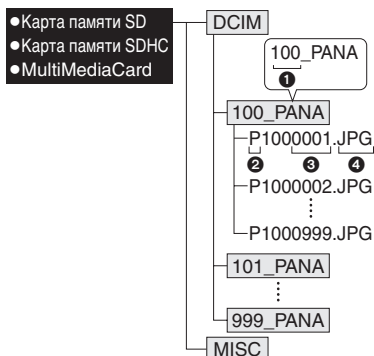 ●Карта памяти SD
●Карта памяти SDHC
●MultiMediaCard
DCIM
100_PANA
❶
100_PANA
P1000001.JPG
❷ ❸ ❹
P1000002.JPG
P1000999.JPG
101_PANA
999_PANA
MISC